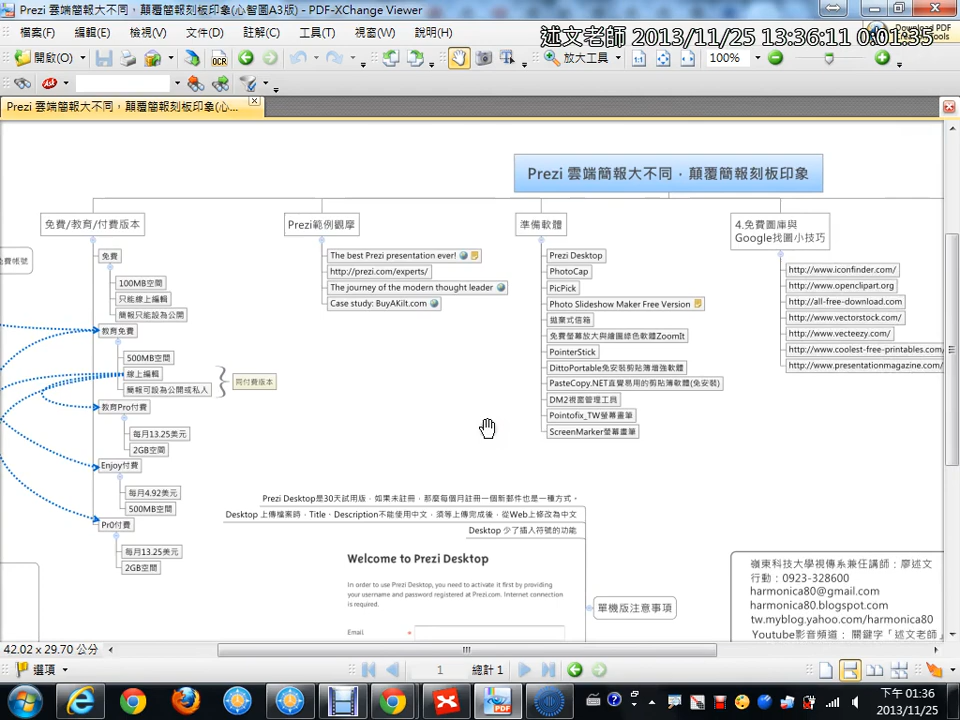 Prezi 雲端簡報大不同，顛覆簡報刻板印象(心智圖A3版) - PDF-XChange Viewer
檔案(F) 編輯(E) 檢視(V) 文件(D) 註解(C) 工具(T) 視窗(W) 說明(H)
述文老師 2013/11/25 13:36:11 0:01:35
開啟(O) OCR 放大工具 100%
Prezi 雲端簡報大不同，顛覆簡報刻板印象(心...
Prezi 雲端簡報大不同，顛覆簡報刻板印象
免費/教育/付費版本
免費
100MB空間
只能線上編輯
簡報只能設為公開
教育免費
500MB空間
線上編輯
簡報可設為公開或私人
同付費版本
教育Pro付費
每月13.25美元
2GB空間
Enjoy付費
每月4.92美元
500MB空間
Pr0付費
每月13.25美元
2GB空間
免費帳號
Prezi範例觀摩
The best Prezi presentation ever!
http://prezi.com/experts/
The journey of the modern thought leader
Case study: BuyAKilt.com
準備軟體
Prezi Desktop
PhotoCap
PicPick
Photo Slideshow Maker Free Version
拋棄式信箱
免費螢幕放大與繪圖綠色軟體ZoomIt
PointerStick
DittoPortable免安裝剪貼簿增強軟體
PasteCopy.NET直覺易用的剪貼簿軟體(免安裝)
DM2視窗管理工具
Pointofix_TW螢幕畫筆
ScreenMarker螢幕畫筆
4.免費圖庫與
Google找圖小技巧
http://www.iconfinder.com/
http://www.openclipart.org
http://all-free-download.com
http://www.vectorstock.com/
http://www.vecteezy.com/
http://www.coolest-free-printables.com/
http://www.presentationmagazine.com/
Prezi Desktop是30天試用版，如果未註冊，那麼每個月註冊一個新郵件也是一種方式。
Desktop 上傳檔案時，Title、Description不能使用中文，須等上傳完成後，從Web上修改為中文
Desktop 少了插入符號的功能
Welcome to Prezi Desktop
In order to use Prezi Desktop, you need to activate it first by providing
your username and password registered at Prezi.com. Internet connection
is required.
Email *
單機版注意事項
嶺東科技大學視傳系兼任講師：廖述文
行動：0923-328600
harmonica80@gmail.com
harmonica80.blogspot.com
tw.myblog.yahoo.com/harmonica80
Youtube影音頻道： 關鍵字「述文老師」
42.02 x 29.70 公分
選項 1 總計 1
下午 01:36
2013/11/25